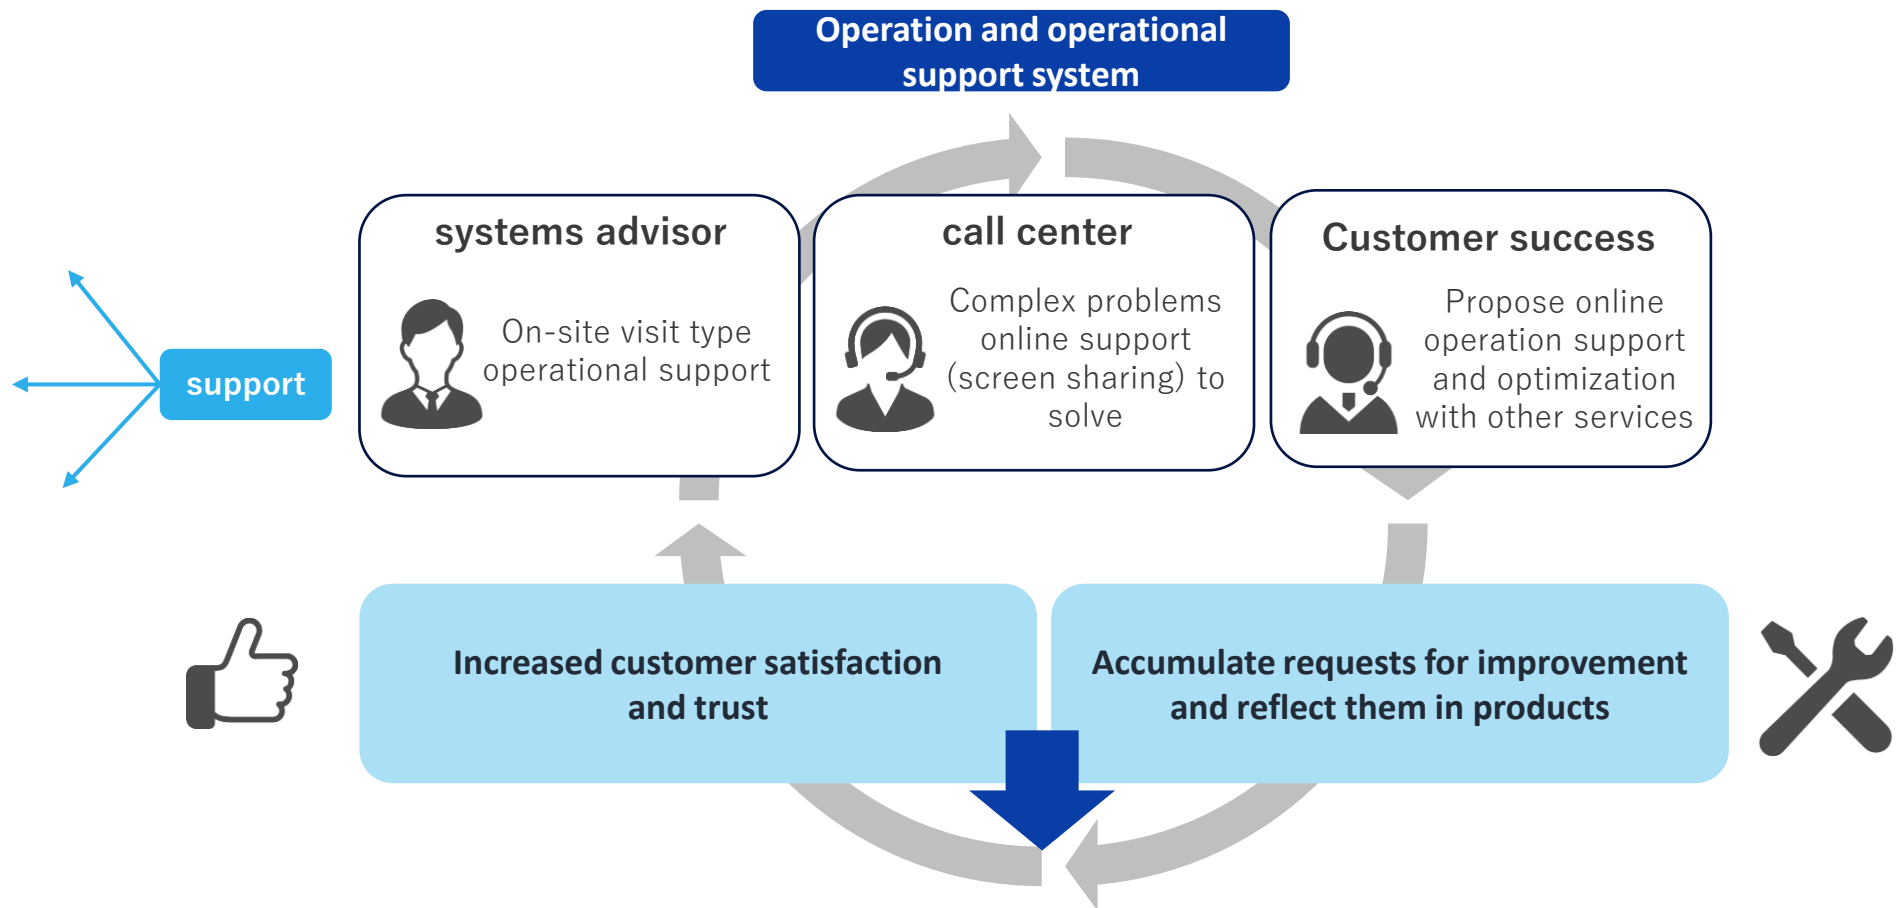 Operation and operational
support system
systems advisor
On-site visit type
operational support
call center
Complex problems
online support
(screen sharing) to
solve
Customer success
Propose online
operation support
and optimization
with other services
support
Increased customer satisfaction
and trust
Accumulate requests for improvement
and reflect them in products